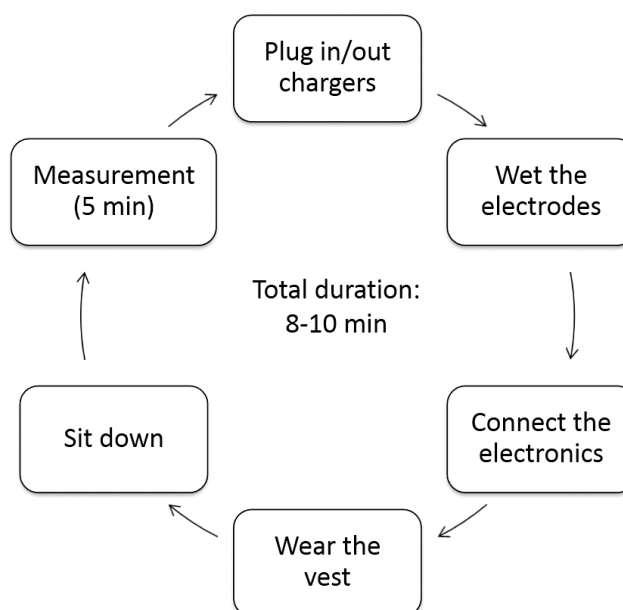 Plug in/out
chargers
Wet the
electrodes
Connect the
electronics
Wear the
vest
Sit down
Measurement
(5 min)
Total duration:
8-10 min